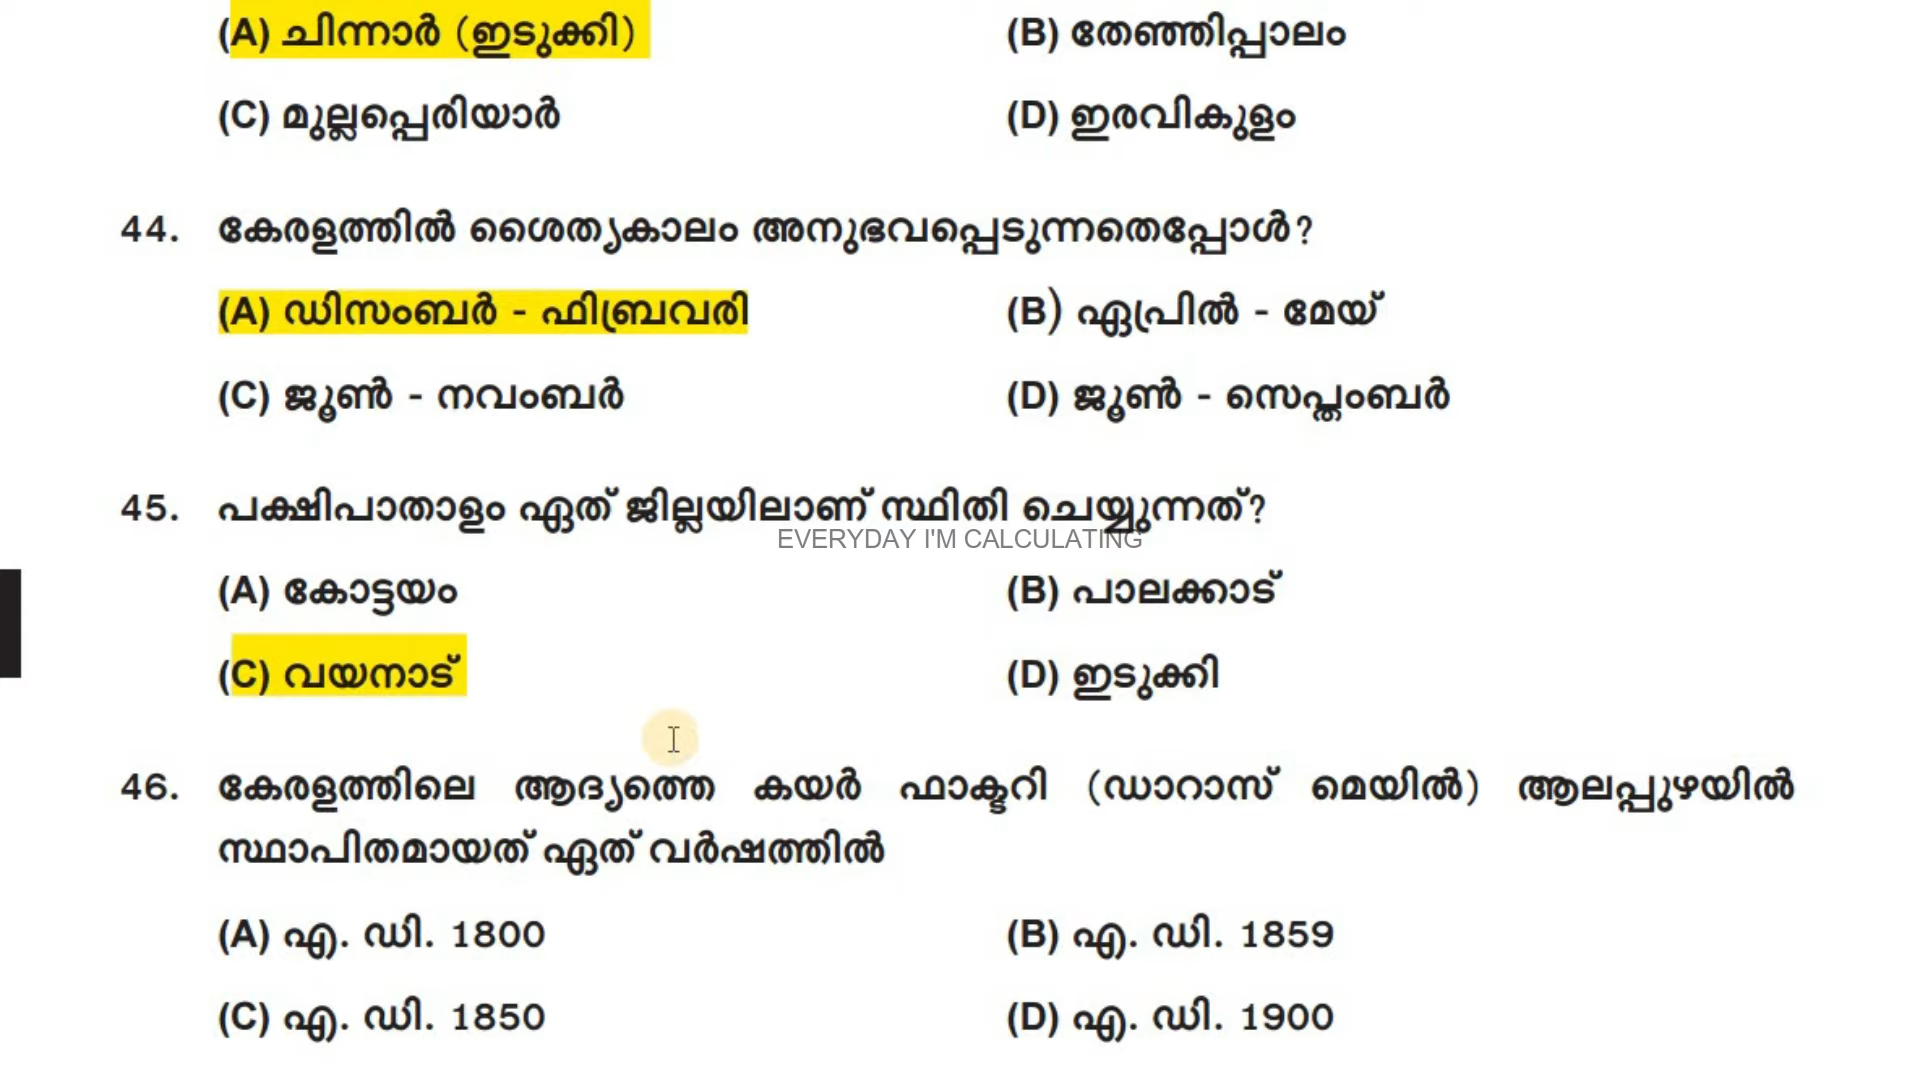 (A) ചിന്നാർ (ഇടുക്കി)
(B) തേഞ്ഞിപ്പാലം
(C) മുല്ലപ്പെരിയാർ
(D) ഇരവികുളം
44. കേരളത്തിൽ ശൈത്യകാലം അനുഭവപ്പെടുന്നതെപ്പോൾ?
(A) ഡിസംബർ - ഫിബ്രവരി
(B) ഏപ്രിൽ - മേയ്
(C) ജൂൺ - നവംബർ
(D) ജൂൺ - സെപ്തംബർ
45. പക്ഷിപാതാളം ഏത് ജില്ലയിലാണ് സ്ഥിതി ചെയ്യുന്നത്?
EVERYDAY I'M CALCULATING
(A) കോട്ടയം
(B) പാലക്കാട്
(C) വയനാട്
(D) ഇടുക്കി
46. കേരളത്തിലെ ആദ്യത്തെ കയർ ഫാക്ടറി (ഡാറാസ് മെയിൽ) ആലപ്പുഴയിൽ
സ്ഥാപിതമായത് ഏത് വർഷത്തിൽ
(A) എ. ഡി. 1800
(B) എ. ഡി. 1859
(C) എ. ഡി. 1850
(D) എ. ഡി. 1900